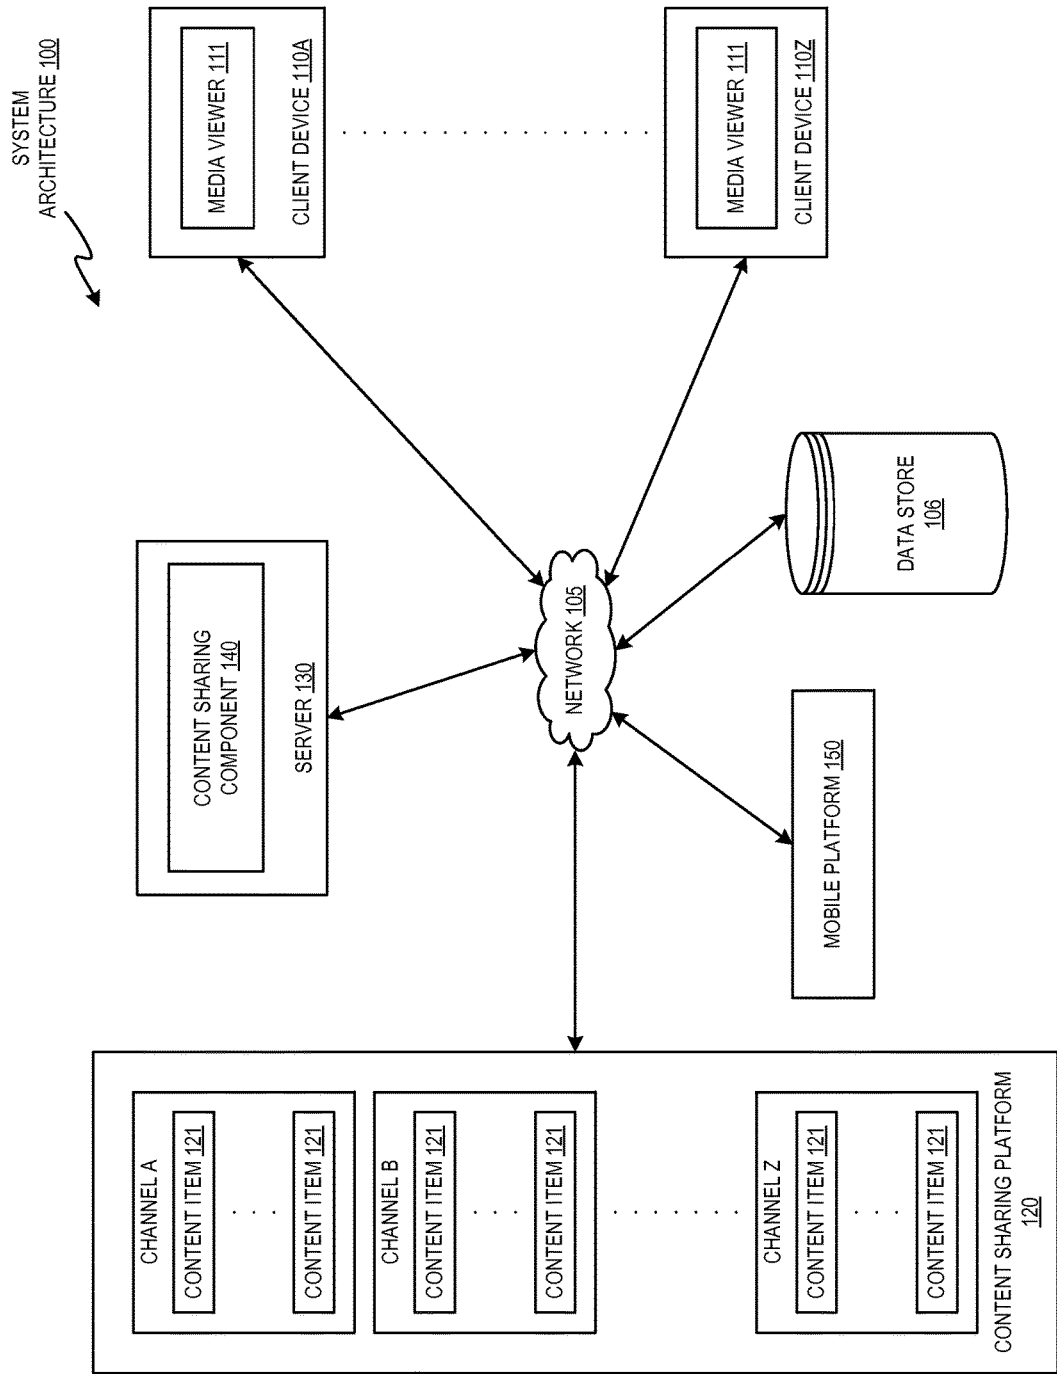 SYSTEM
ARCHITECTURE 100
CHANNEL A
CONTENT ITEM 121
CONTENT ITEM 121
CHANNEL B
CONTENT ITEM 121
CONTENT ITEM 121
CHANNEL Z
CONTENT ITEM 121
CONTENT ITEM 121
CONTENT SHARING PLATFORM
120
CONTENT SHARING
COMPONENT 140
SERVER 130
NETWORK 105
MOBILE PLATFORM 150
DATA STORE
106
MEDIA VIEWER 111
CLIENT DEVICE 110A
MEDIA VIEWER 111
CLIENT DEVICE 110Z